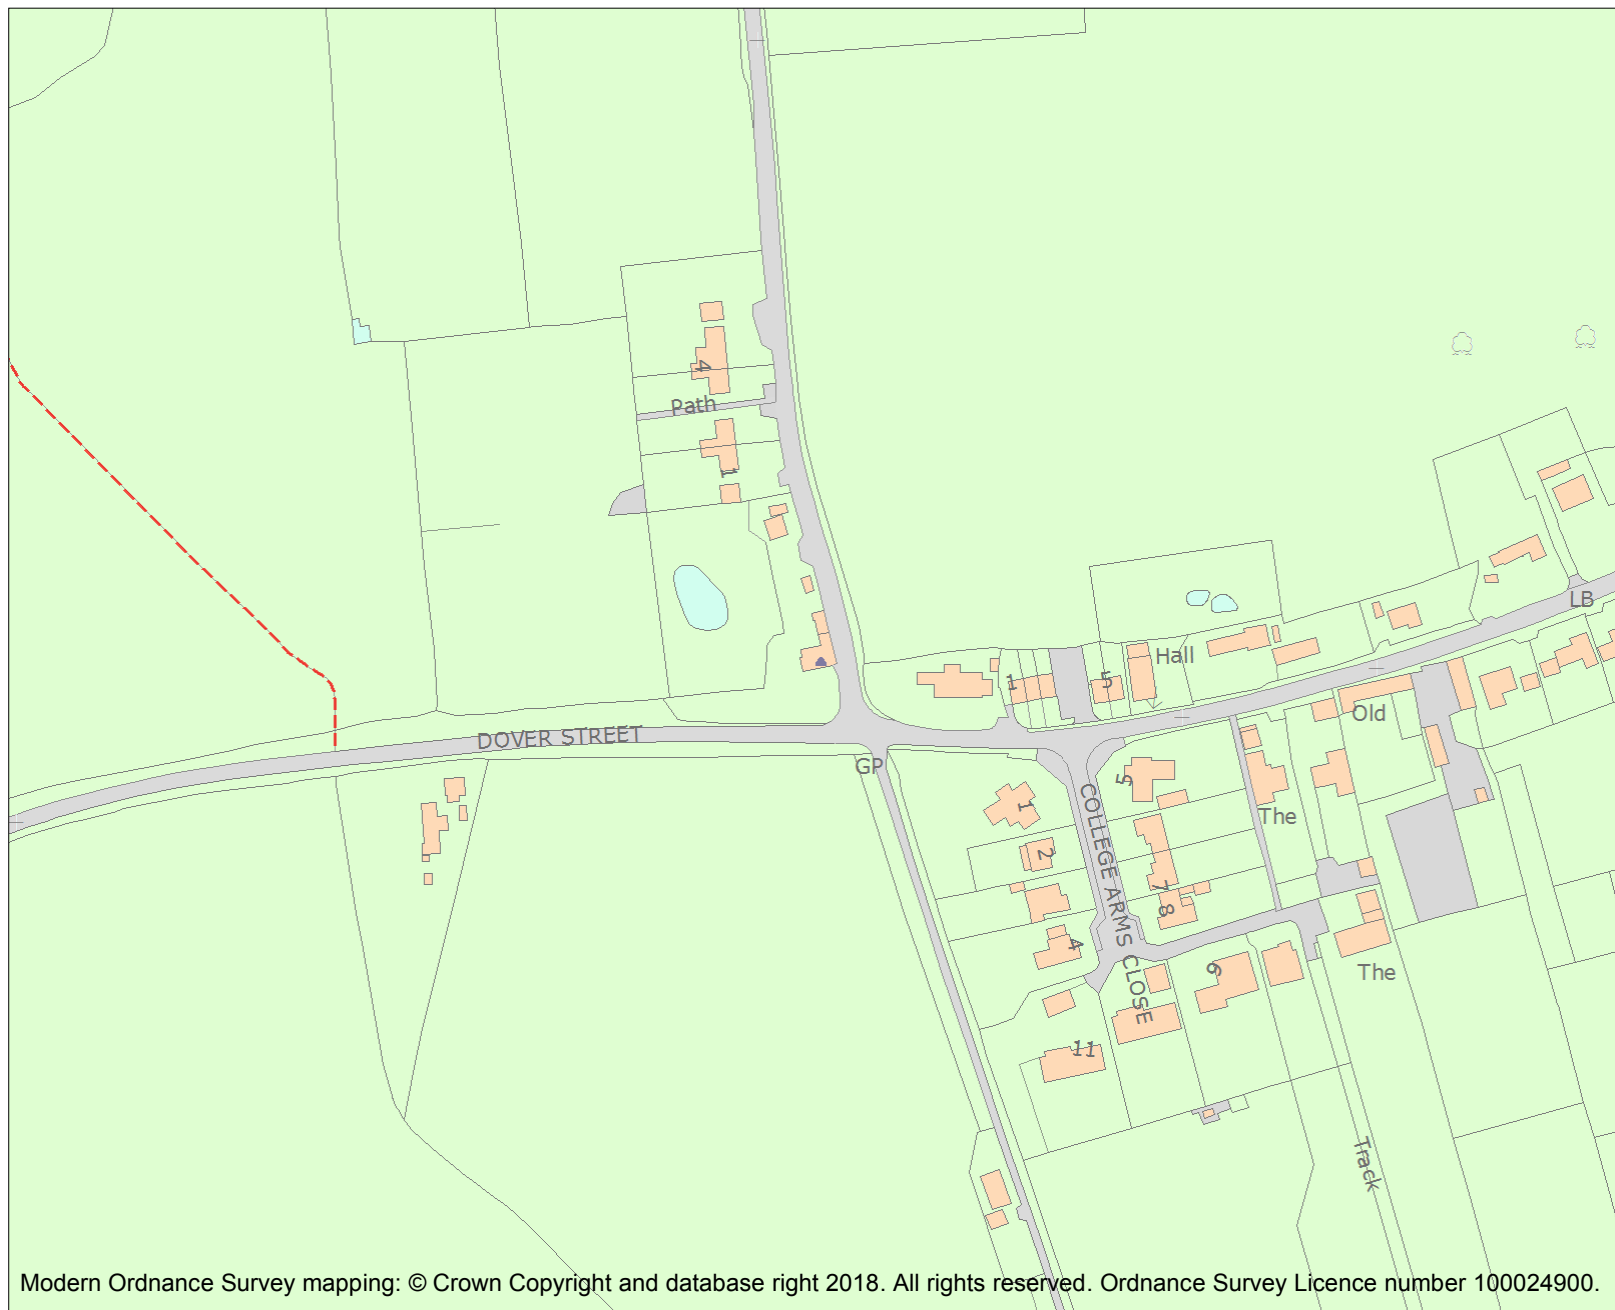 4
Path
1
LB
Hall
5
1
Old
DOVER STREET
GP
5
1
The
2
COLLEGE ARMS CLOSE
7
8
4
6
The
11
Track
Modern Ordnance Survey mapping: © Crown Copyright and database right 2018. All rights reserved. Ordnance Survey Licence number 100024900.